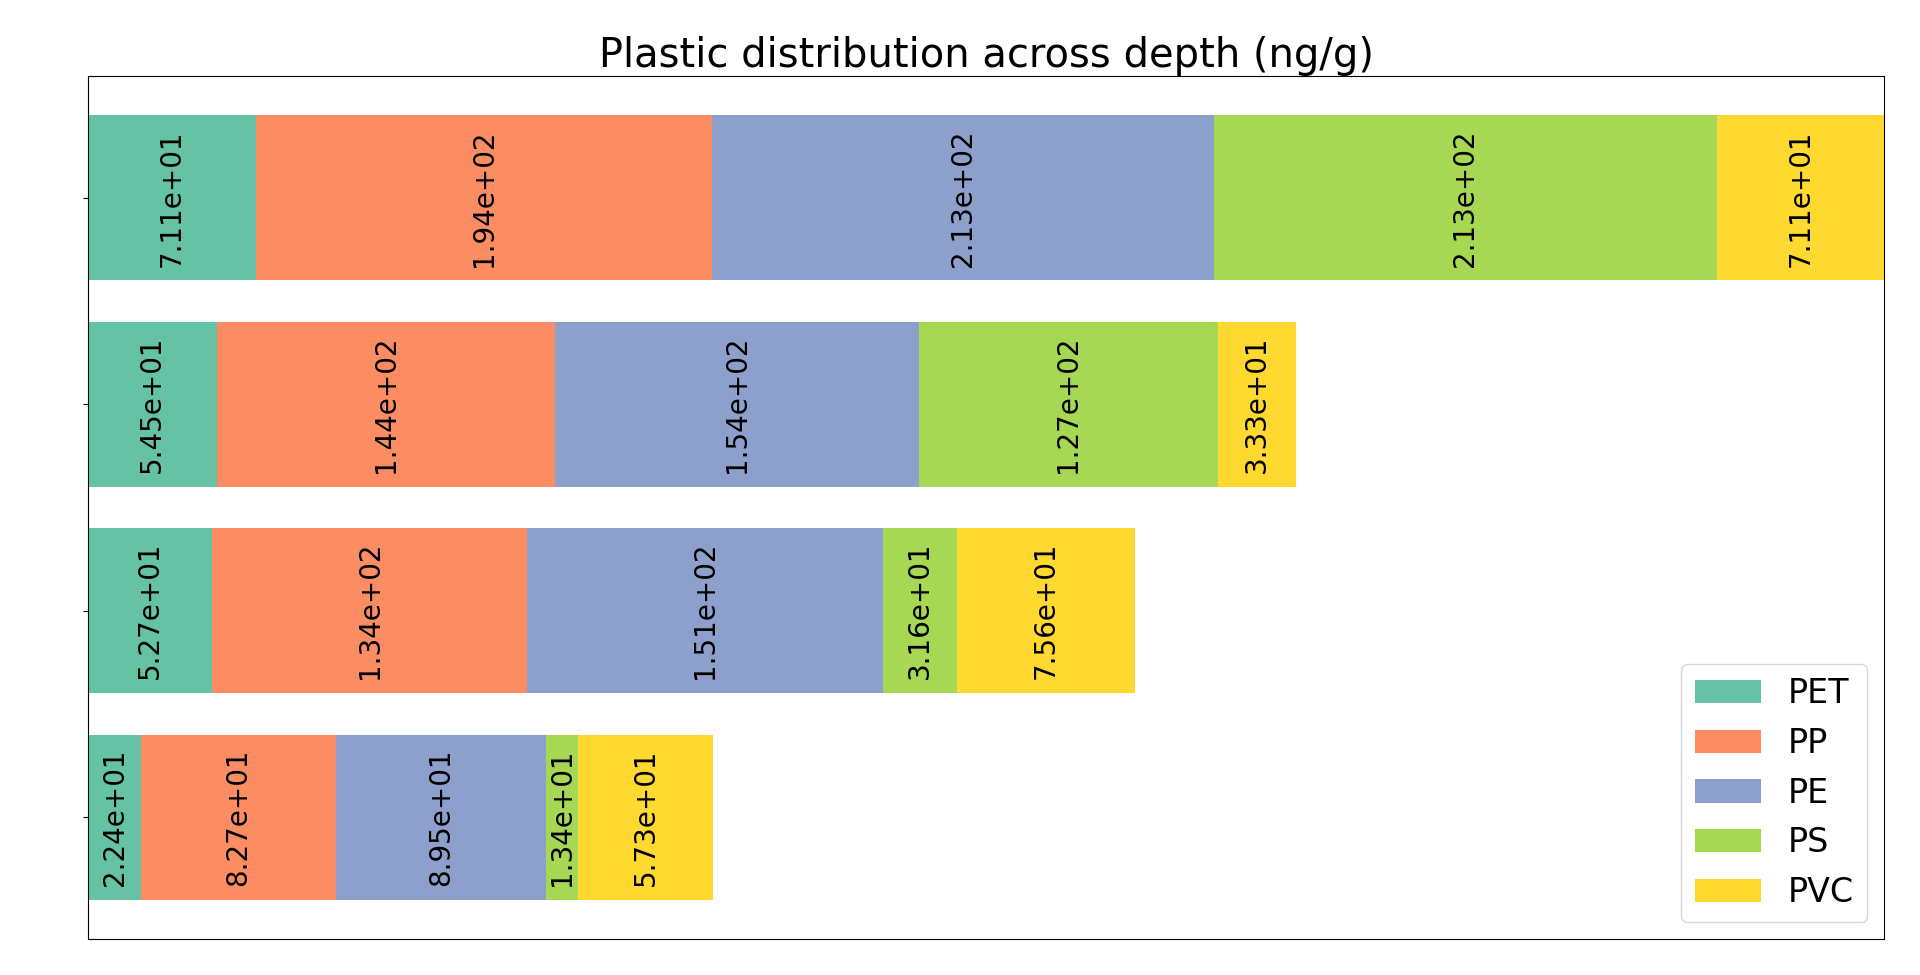 Plastic distribution across depth (ng/g)
7.11e+01
1.94e+02
2.13e+02
2.13e+02
7.11e+01
5.45e+01
1.44e+02
1.54e+02
1.27e+02
3.33e+01
5.27e+01
1.34e+02
1.51e+02
3.16e+01
7.56e+01
2.24e+01
8.27e+01
8.95e+01
1.34e+01
5.73e+01
PET
PP
PE
PS
PVC